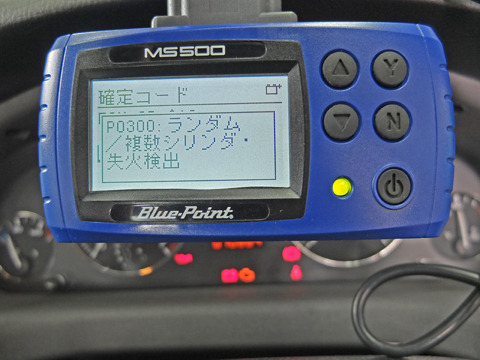 MS500
確定コード
P0300:ランダム
／複数シリンダ・
失火検出
Y
N
Blue-Point